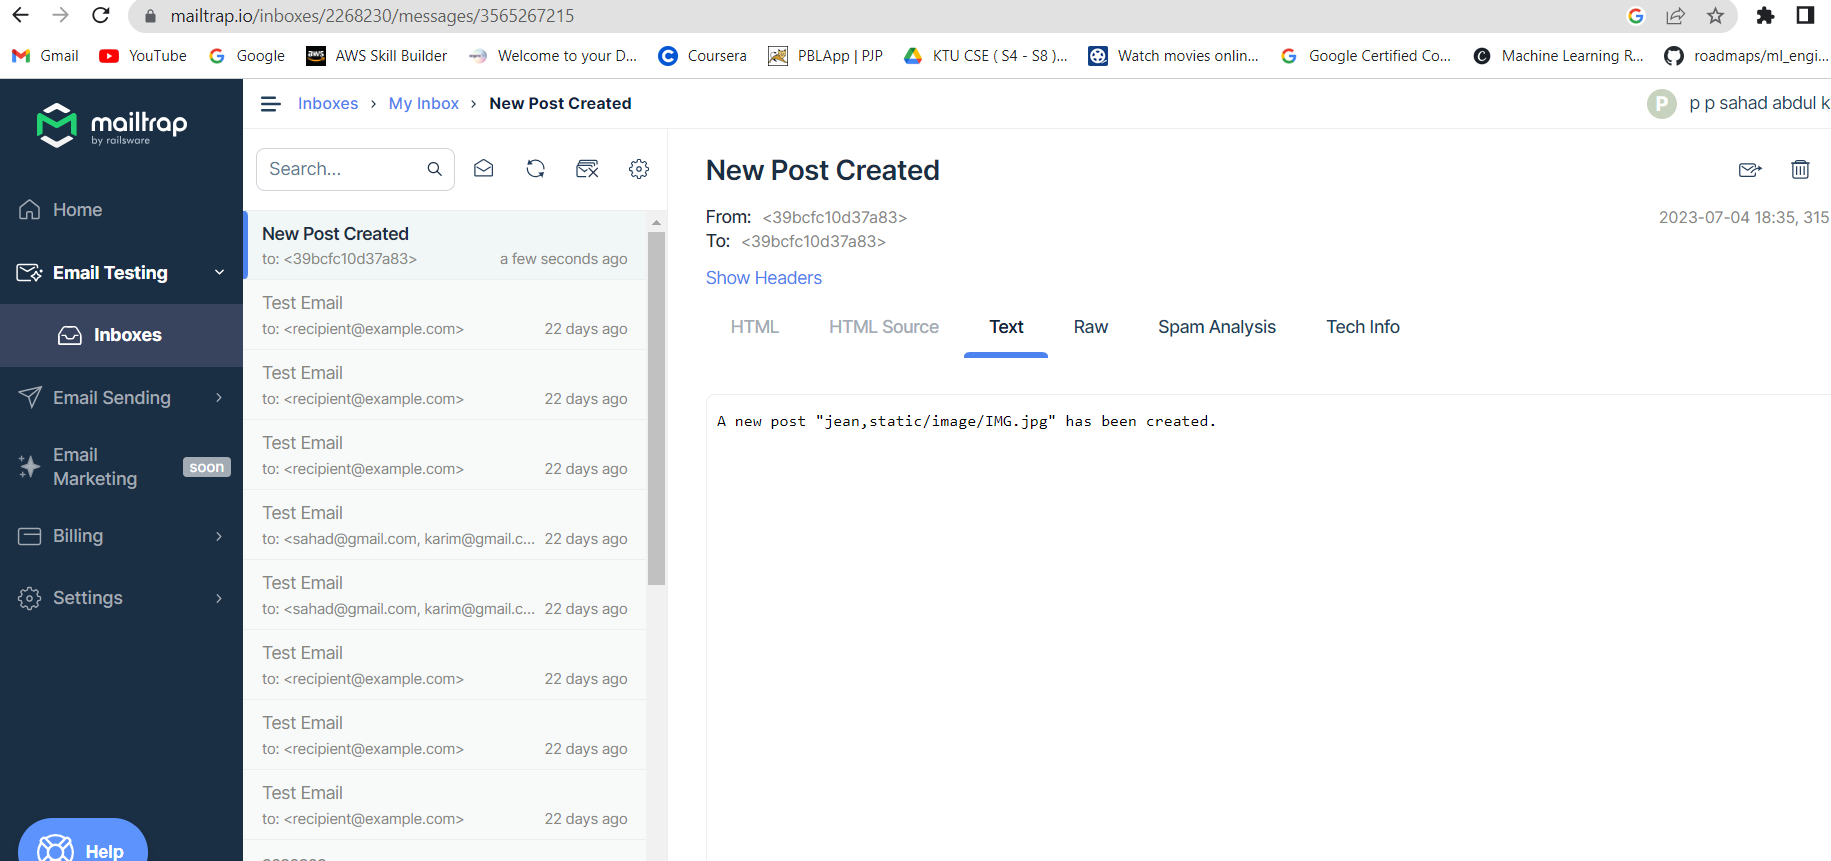 mailtrap.io/inboxes/2268230/messages/3565267215
Gmail YouTube Google AWS Skill Builder Welcome to your D... Coursera PBLApp | PJP KTU CSE ( S4 - S8 )... Watch movies onlin... Google Certified Co... Machine Learning R... roadmaps/ml_engi...
mailtrap
by railsware
Home
Email Testing
Inboxes
Email Sending
Email
Marketing
soon
Billing
Settings
Help
Inboxes › My Inbox › New Post Created
P p p sahad abdul k
Search...
New Post Created
to: <39bcfc10d37a83> a few seconds ago
Test Email
to: <recipient@example.com> 22 days ago
Test Email
to: <recipient@example.com> 22 days ago
Test Email
to: <recipient@example.com> 22 days ago
Test Email
to: <sahad@gmail.com, karim@gmail.c... 22 days ago
Test Email
to: <sahad@gmail.com, karim@gmail.c... 22 days ago
Test Email
to: <recipient@example.com> 22 days ago
Test Email
to: <recipient@example.com> 22 days ago
Test Email
to: <recipient@example.com> 22 days ago
New Post Created
From: <39bcfc10d37a83>
2023-07-04 18:35, 315
To: <39bcfc10d37a83>
Show Headers
HTML HTML Source Text Raw Spam Analysis Tech Info
A new post "jean,static/image/IMG.jpg" has been created.